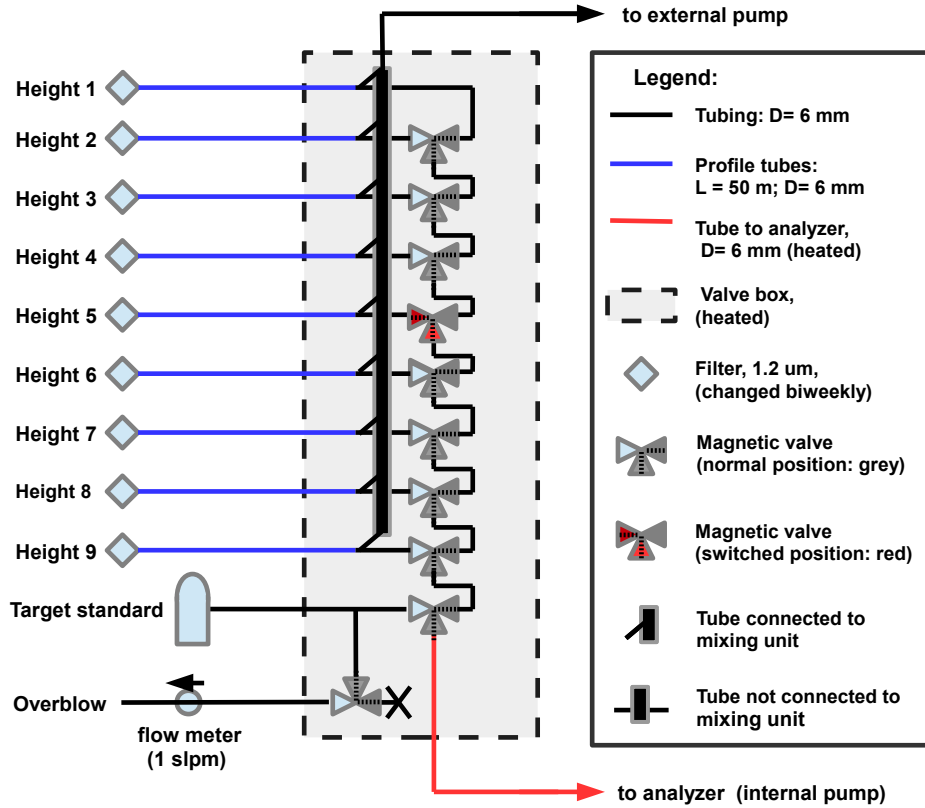 to external pump
Height 1
Height 2
Height 3
Height 4
Height 5
Height 6
Height 7
Height 8
Height 9
Target standard
Overblow
flow meter
(1 slpm)
to analyzer (internal pump)
Legend:
Tubing: D= 6 mm
Profile tubes:
L = 50 m; D= 6 mm
Tube to analyzer,
D= 6 mm (heated)
Valve box,
(heated)
Filter, 1.2 um,
(changed biweekly)
Magnetic valve
(normal position: grey)
Magnetic valve
(switched position: red)
Tube connected to
mixing unit
Tube not connected to
mixing unit